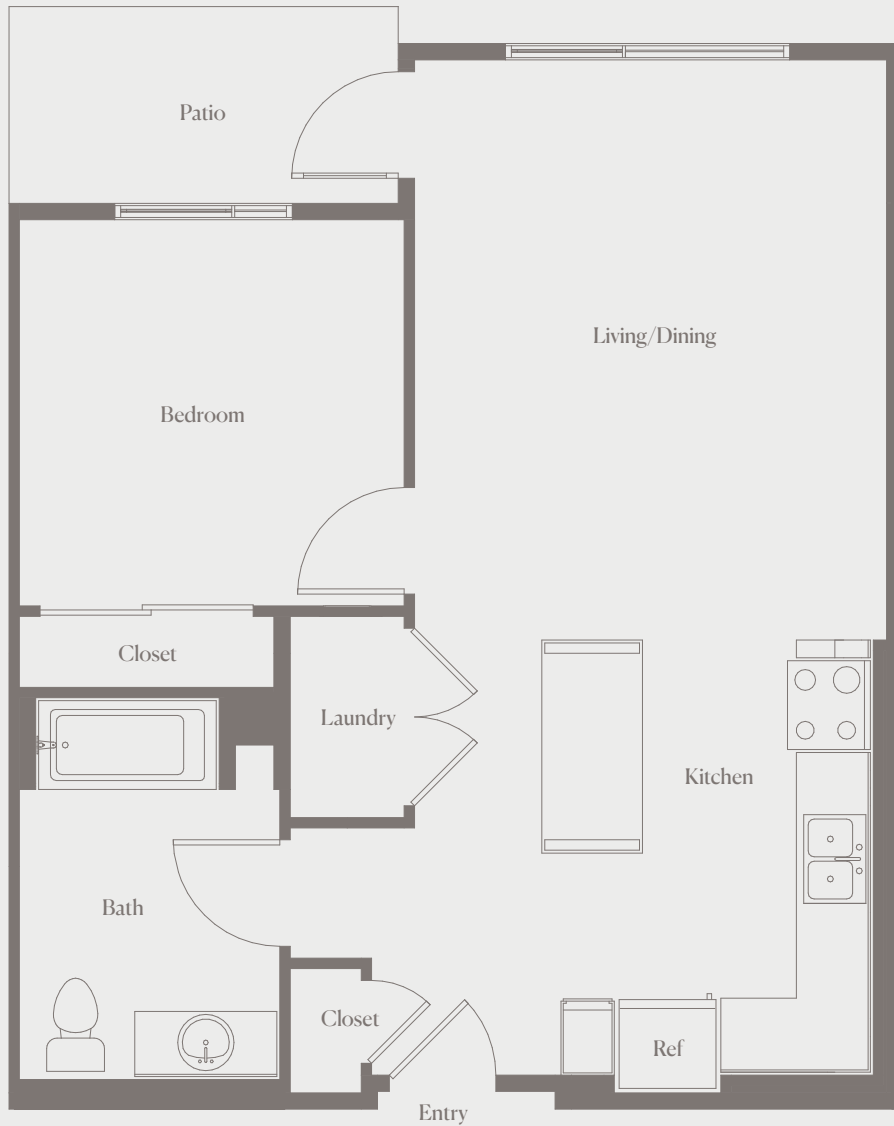 Patio
Living/Dining
Bedroom
Closet
Laundry
Kitchen
Bath
Closet
Ref
Entry